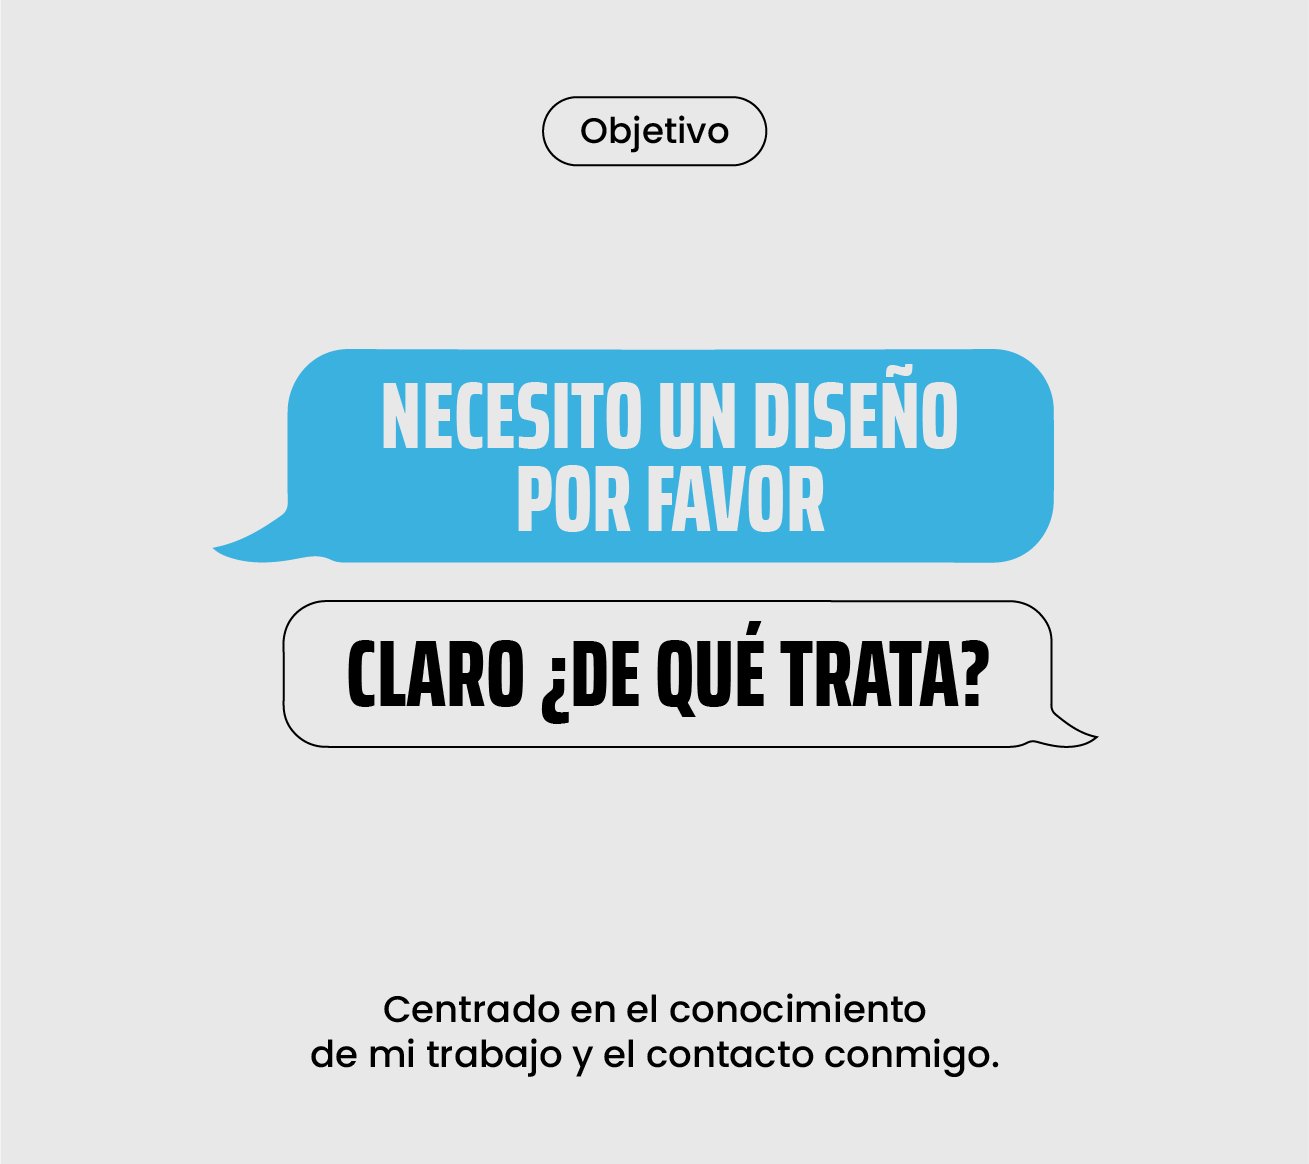 Objetivo
NECESITO UN DISEÑO
POR FAVOR
CLARO ¿DE QUÉ TRATA?
Centrado en el conocimiento
de mi trabajo y el contacto conmigo.